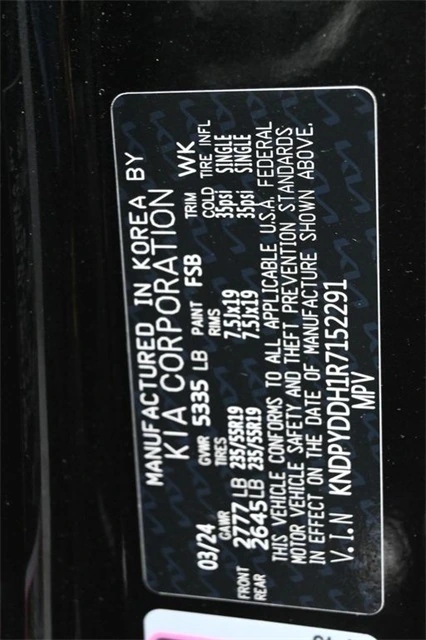 MANUFACTURED IN KOREA BY
KIA CORPORATION
03/24 GVWR 5335 LB PAINT FSB TRIM WK
GAWR TIRES RIMS COLD TIRE INFL
FRONT 2777 LB 235/55R19 7.5Jx19 35psi SINGLE
REAR 2645 LB 235/55R19 7.5Jx19 35psi SINGLE
THIS VEHICLE CONFORMS TO ALL APPLICABLE U.S.A. FEDERAL
MOTOR VEHICLE SAFETY AND THEFT PREVENTION STANDARDS
IN EFFECT ON THE DATE OF MANUFACTURE SHOWN ABOVE.
V.I.N KNDPYDDH1R7152291
MPV